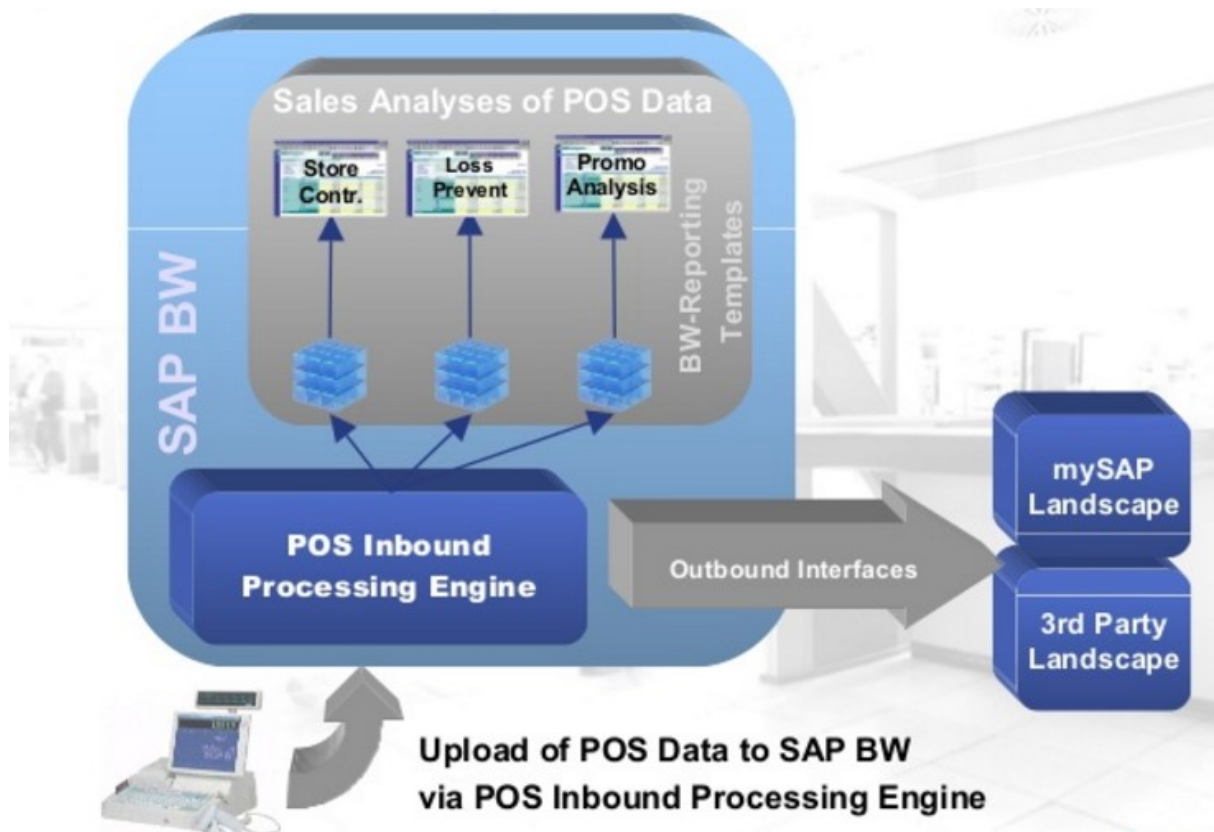 Sales Analyses of POS Data
Store
Contr.
Loss
Prevent
Promo
Analysis
BW-Reporting
Templates
SAP BW
POS Inbound
Processing Engine
Outbound Interfaces
mySAP
Landscape
3rd Party
Landscape
Upload of POS Data to SAP BW
via POS Inbound Processing Engine